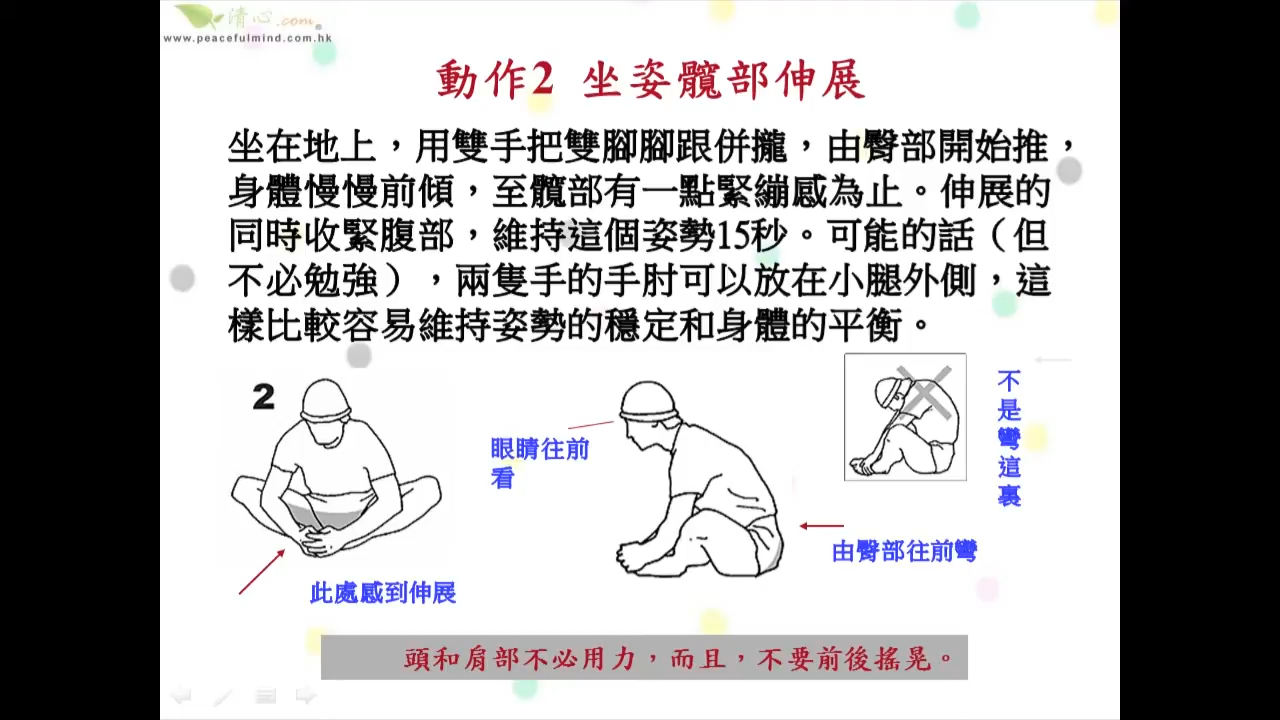 清心.com
www.peacefulmind.com.hk
動作2 坐姿髖部伸展
坐在地上，用雙手把雙腳腳跟併攏，由臀部開始推，
身體慢慢前傾，至髖部有一點緊繃感為止。伸展的
同時收緊腹部，維持這個姿勢15秒。可能的話（但
不必勉強），兩隻手的手肘可以放在小腿外側，這
樣比較容易維持姿勢的穩定和身體的平衡。
2
眼睛往前
看
不
是
彎
這
裏
由臀部往前彎
此處感到伸展
頭和肩部不必用力，而且，不要前後搖晃。